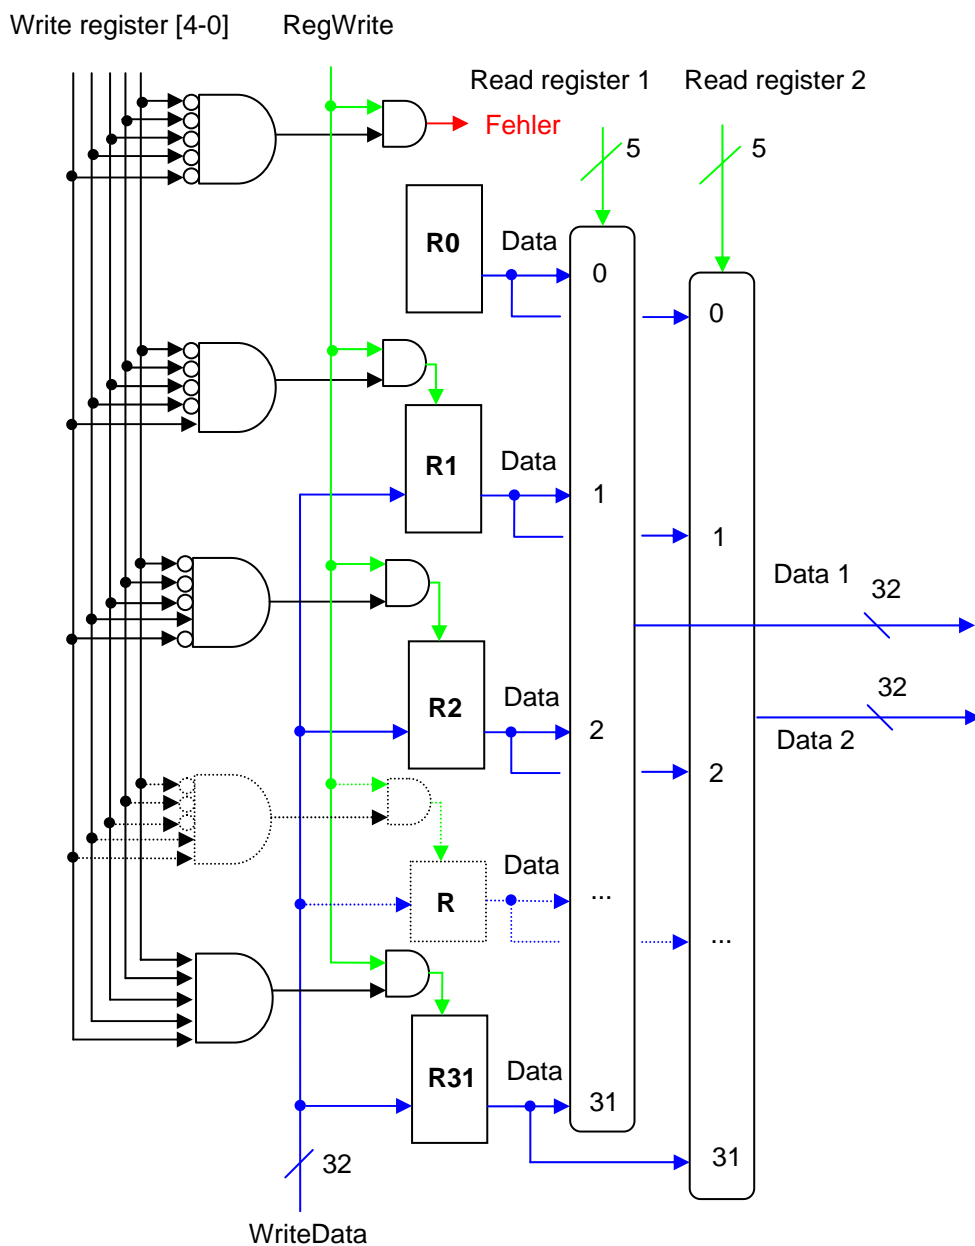 Write register [4-0]
RegWrite
Read register 1
Read register 2
Fehler
5
5
R0
Data
0
0
R1
Data
1
1
Data 1
32
R2
Data
2
32
Data 2
2
R
Data
...
...
R31
Data
31
31
32
WriteData